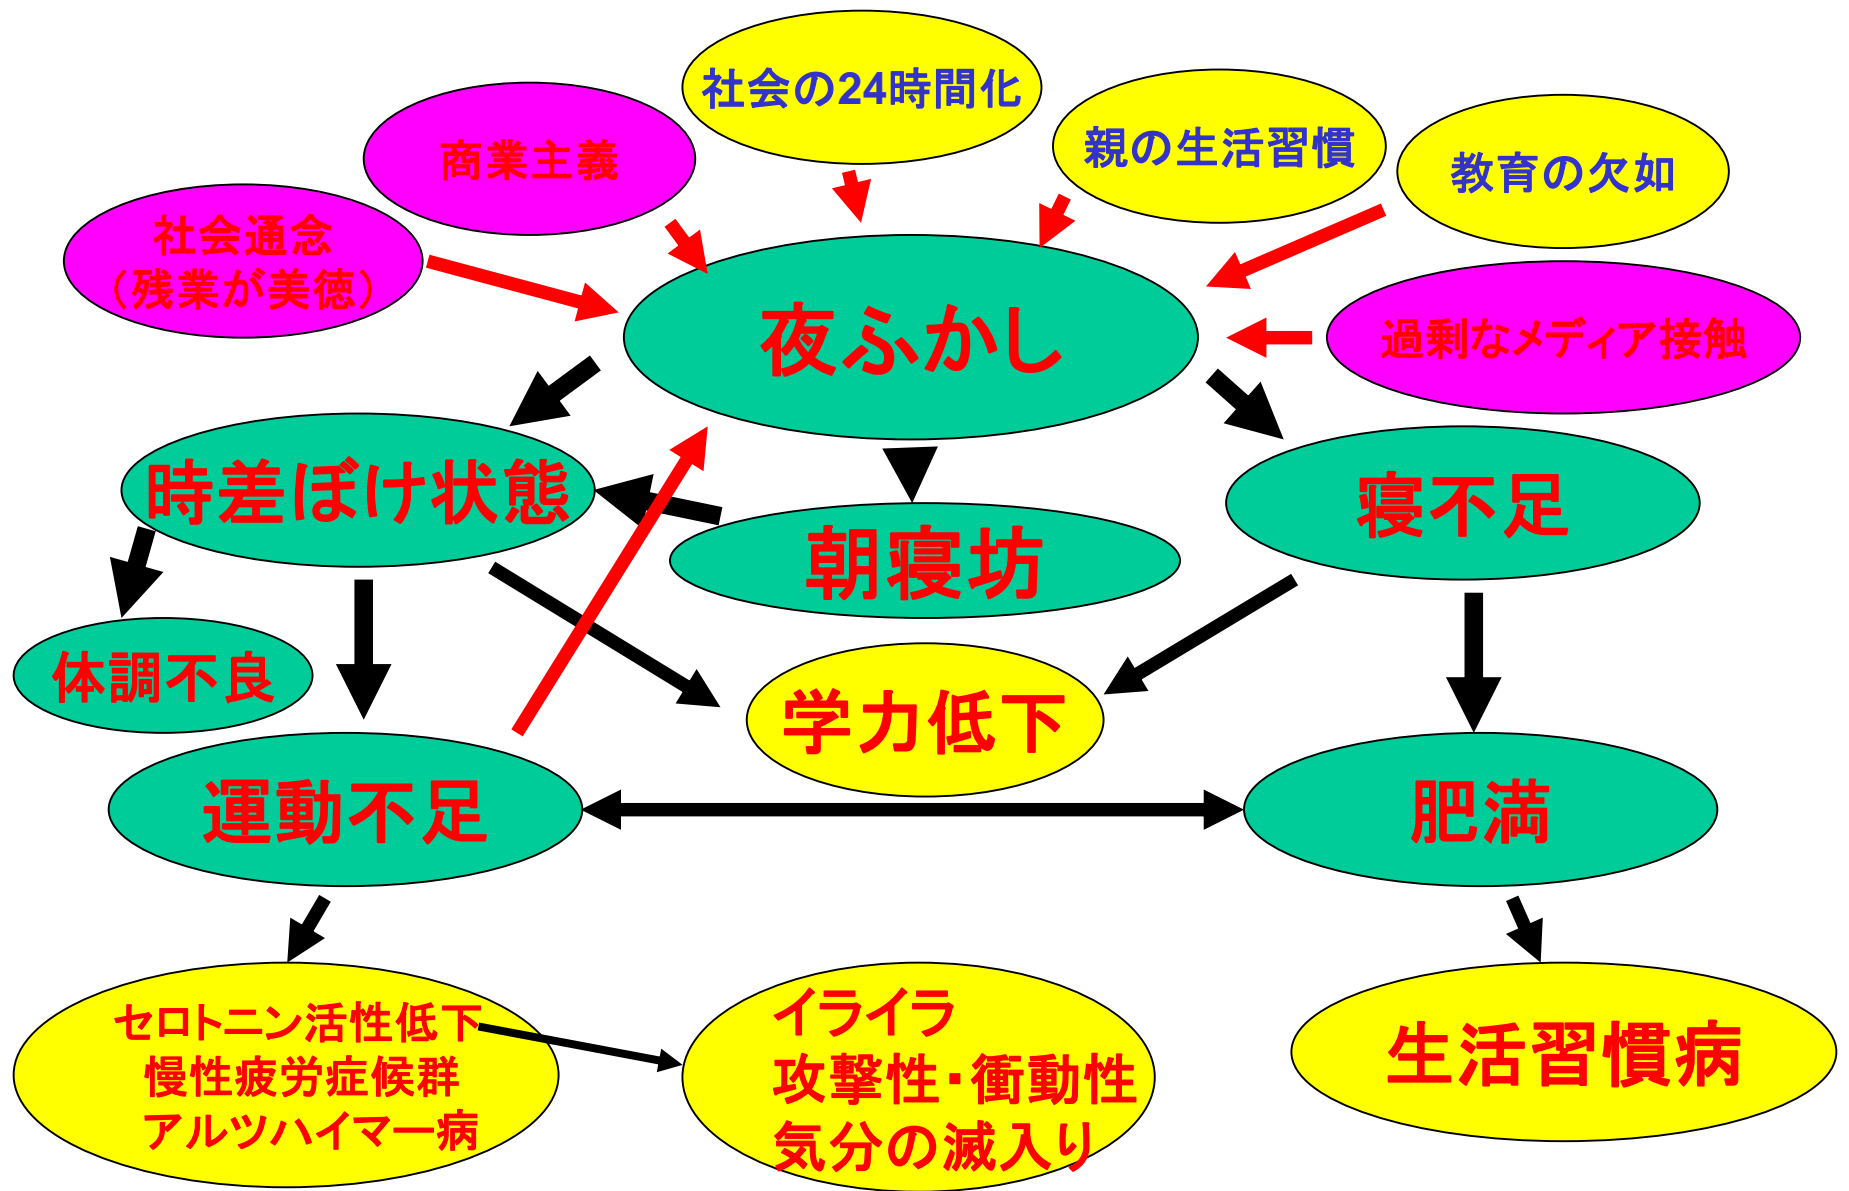 社会の24時間化
商業主義
親の生活習慣
教育の欠如
社会通念
（残業が美徳）
夜ふかし
過剰なメディア接触
時差ぼけ状態
朝寝坊
寝不足
体調不良
学力低下
運動不足
肥満
セロトニン活性低下
慢性疲労症候群
アルツハイマー病
イライラ
攻撃性・衝動性
気分の滅入り
生活習慣病